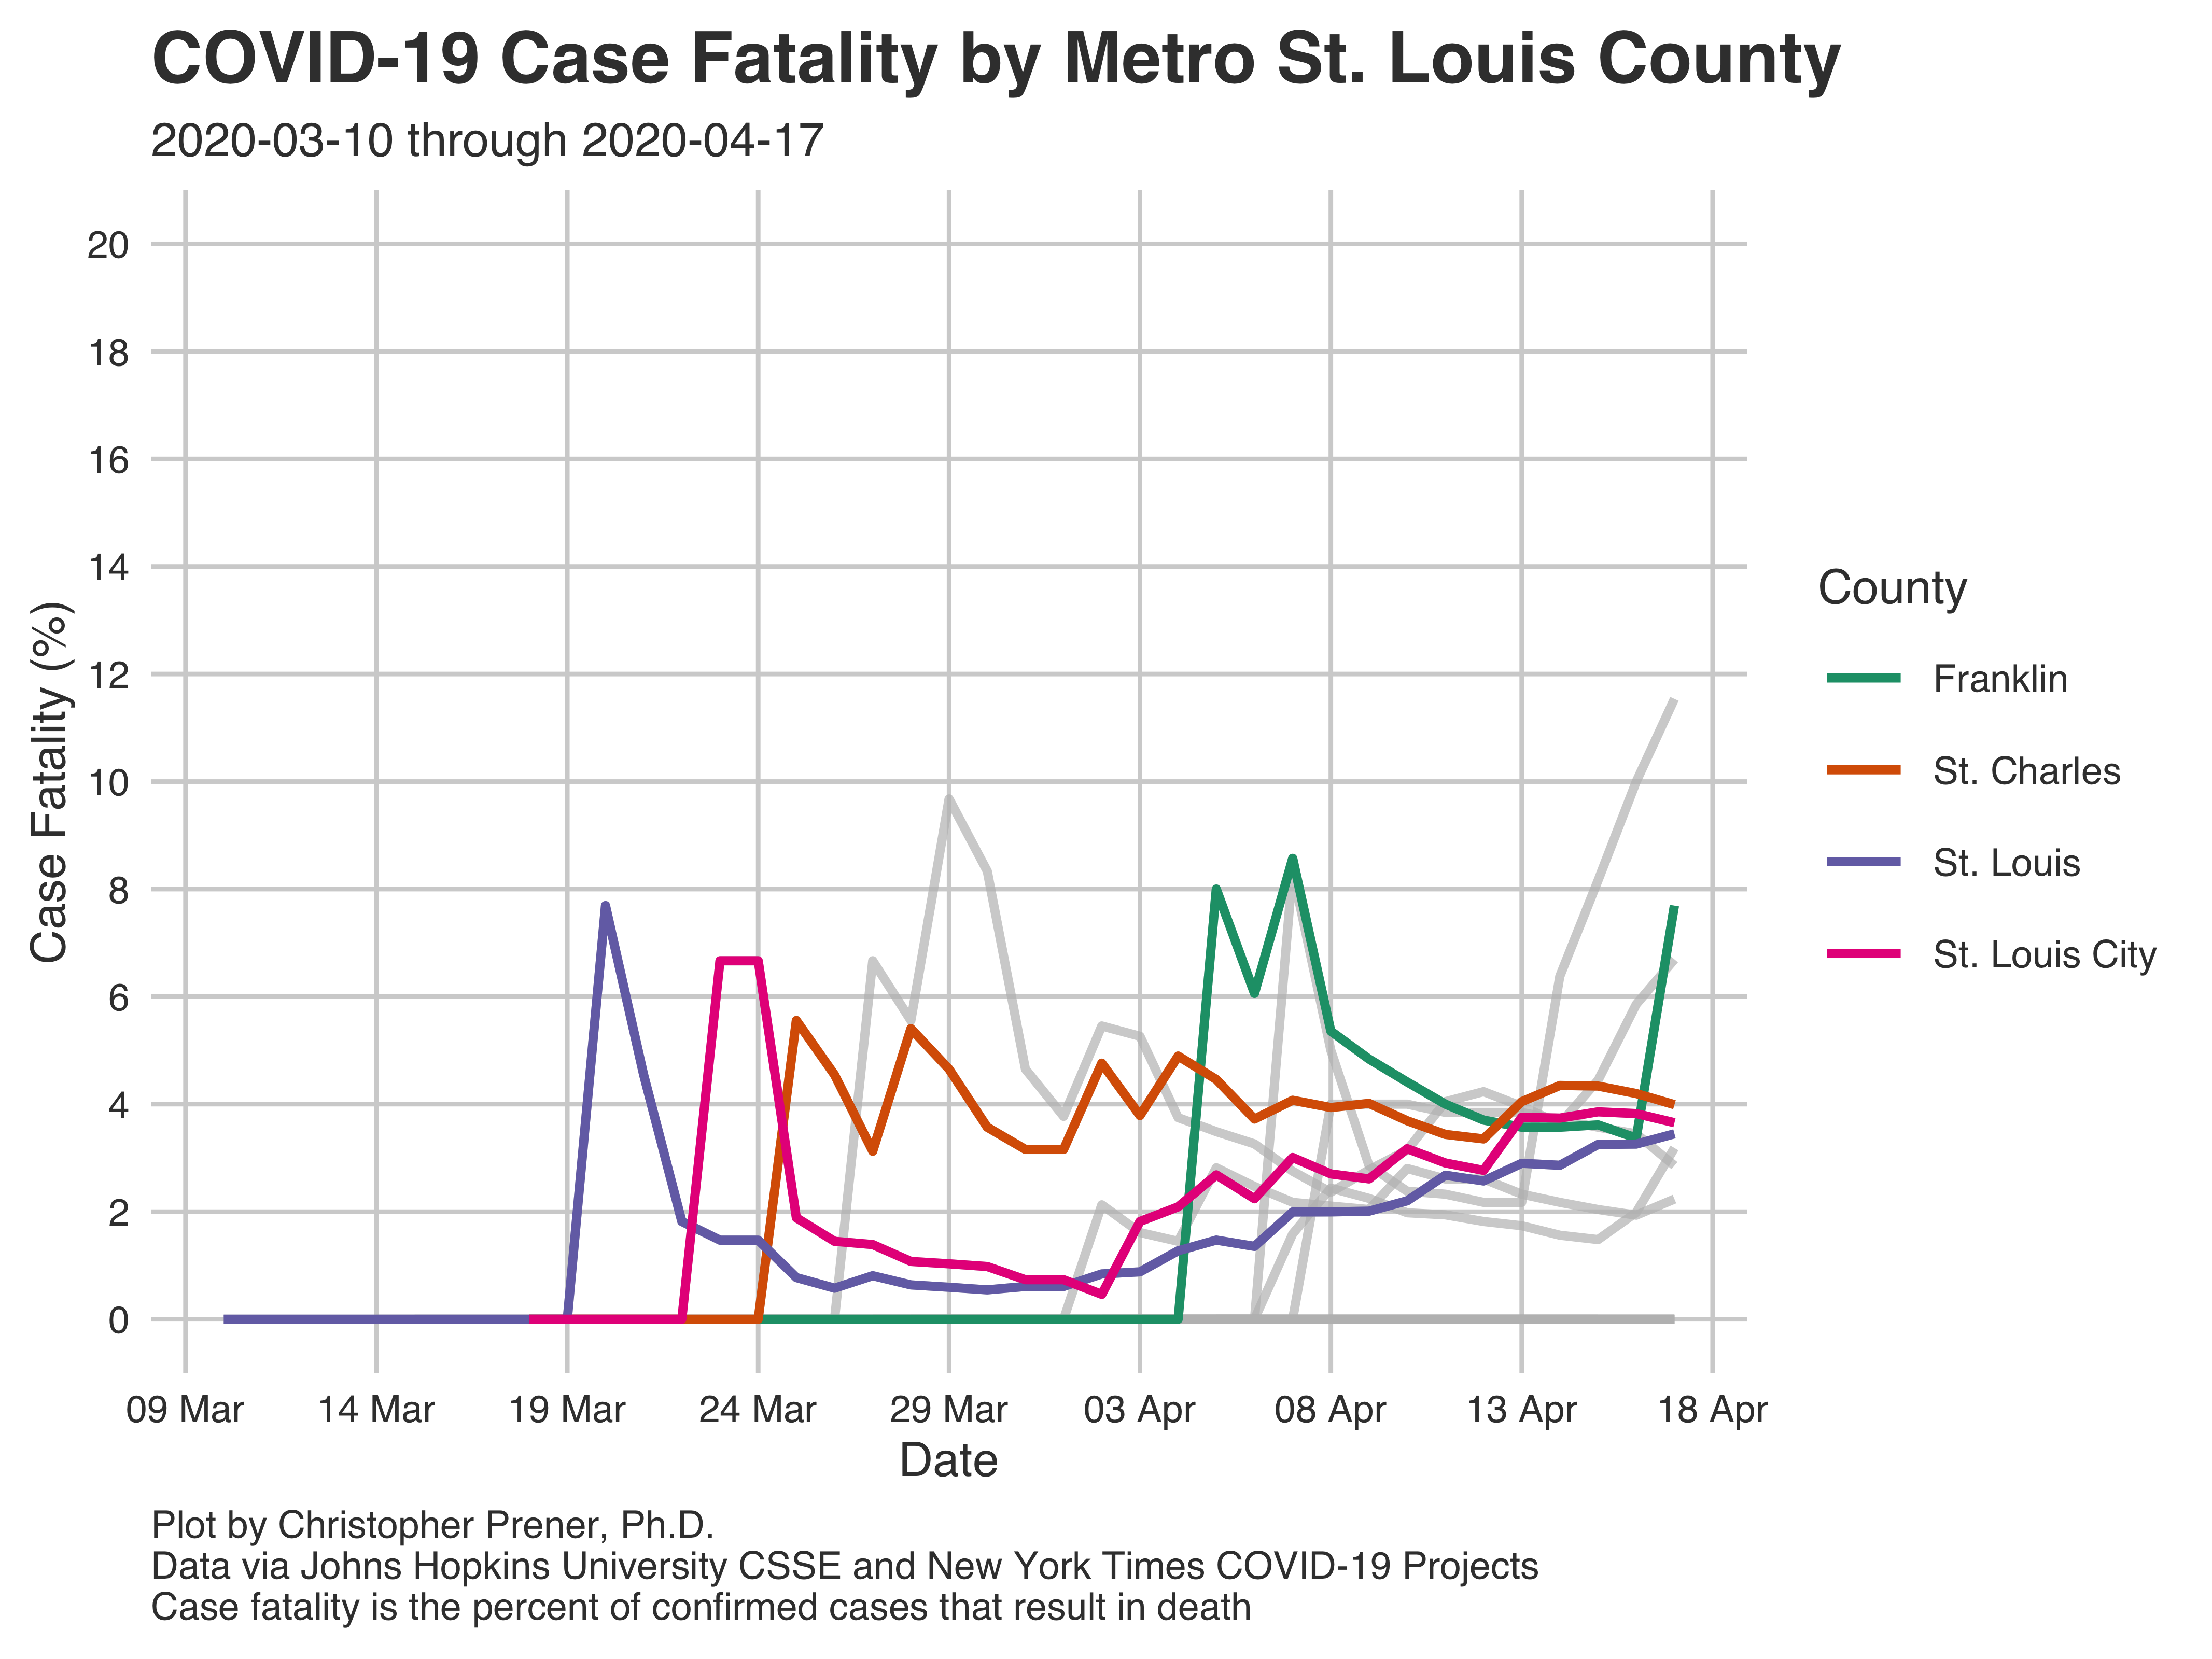 COVID-19 Case Fatality by Metro St. Louis County
2020-03-10 through 2020-04-17
Case Fatality (%)
20
18
16
14
12
10
8
6
4
2
0
09 Mar
14 Mar
19 Mar
24 Mar
29 Mar
03 Apr
08 Apr
13 Apr
18 Apr
Date
County
Franklin
St. Charles
St. Louis
St. Louis City
Plot by Christopher Prener, Ph.D.
Data via Johns Hopkins University CSSE and New York Times COVID-19 Projects
Case fatality is the percent of confirmed cases that result in death